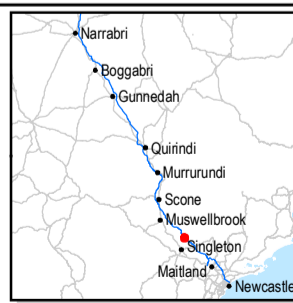 Narrabri
Boggabri
Gunnedah
Quirindi
Murrurundi
Scone
Muswellbrook
Singleton
Maitland
Newcastle